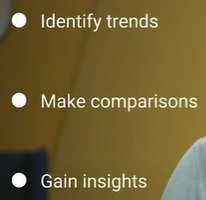 Identify trends
Make comparisons
Gain insights